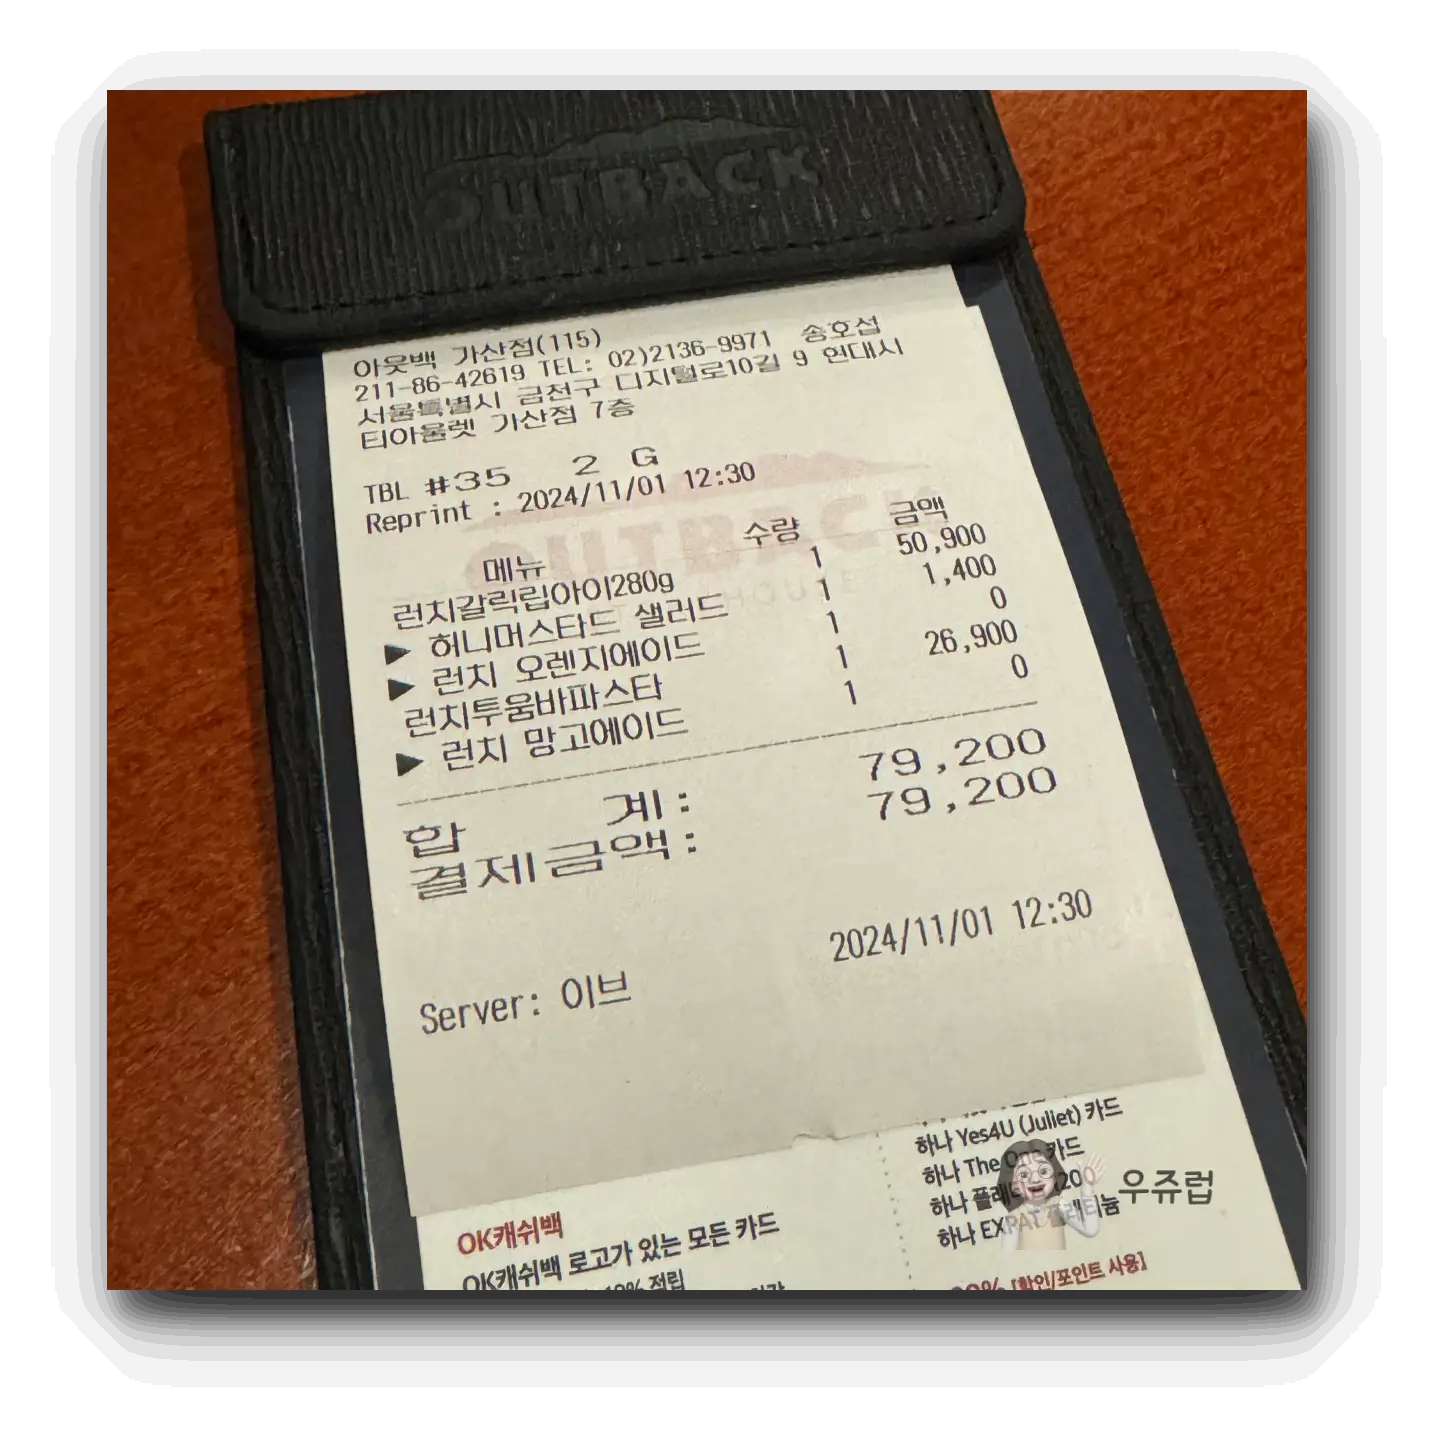 OUTBACK
아웃백 가산점(115)
211-86-42619 TEL: 02)2136-9971 송호섭
서울특별시 금천구 디지털로10길 9 현대시
티아울렛 가산점 7층
TBL #35 2 G
Reprint : 2024/11/01 12:30
OUTBACK
메뉴 수량 금액
런치갈릭립아이280g 1 50,900
▶ 허니머스타드 샐러드 1 1,400
▶ 런치 오렌지에이드 1 0
런치투움바파스타 1 26,900
▶ 런치 망고에이드 1 0
합 계: 79,200
결제금액: 79,200
2024/11/01 12:30
Server: 이브
OK캐쉬백
OK캐쉬백 로고가 있는 모든 카드
적립
하나 Yes4U (Juliet) 카드
하나 The One 카드
하나
하나 EXPAT 플래티늄
[할인/포인트 사용]
우쥬럽